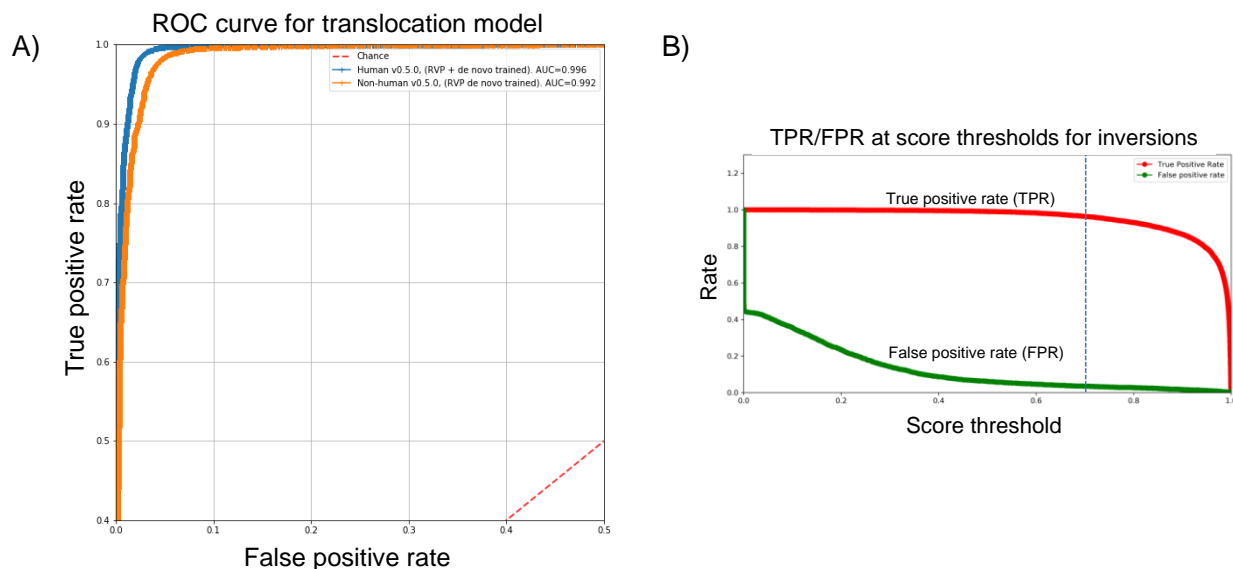 A)
ROC curve for translocation model
True positive rate
1.0
0.9
0.8
0.7
0.6
0.5
0.4
Chance
Human v0.5.0, (RVP + de novo trained). AUC=0.996
Non-human v0.5.0, (RVP de novo trained). AUC=0.992
0.0 0.1 0.2 0.3 0.4 0.5
False positive rate
B)
TPR/FPR at score thresholds for inversions
Rate
1.2
1.0
0.8
0.6
0.4
0.2
0.0
True Positive Rate
False positive rate
True positive rate (TPR)
False positive rate (FPR)
0.0 0.2 0.4 0.6 0.8 1.0
Score threshold